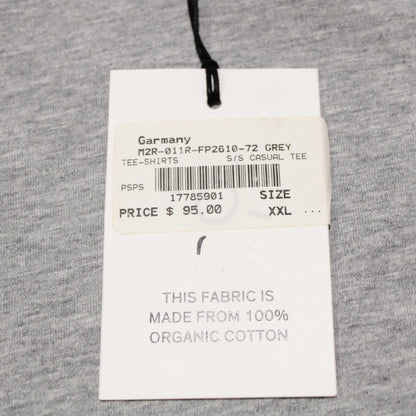 Garmany
M2R-011R-FP2610-72 GREY
TEE-SHIRTS S/S CASUAL TEE
PSPS
17785901 SIZE
PRICE $ 95.00 XXL ...
THIS FABRIC IS
MADE FROM 100%
ORGANIC COTTON